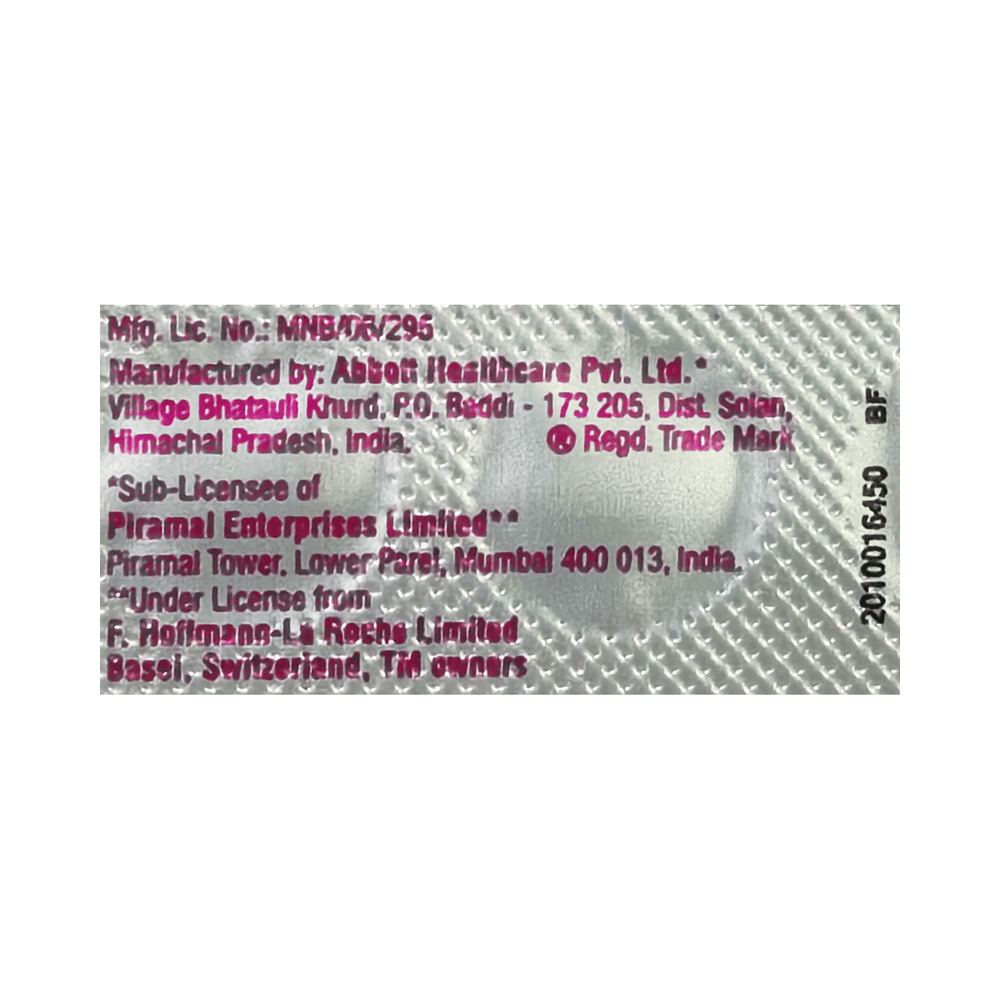 Mfg. Lic. No.: MNB/06/295
Manufactured by: Abbott Healthcare Pvt. Ltd.*
Village Bhatauli Khurd, P.O. Baddi - 173 205, Dist. Solan,
Himachal Pradesh, India.
® Regd. Trade Mark
*Sub-Licensee of
Piramal Enterprises Limited**
Piramal Tower, Lower Parel, Mumbai 400 013, India.
**Under License from
F. Hoffmann-La Roche Limited
Basel, Switzerland, TM owners
2010016450 BF